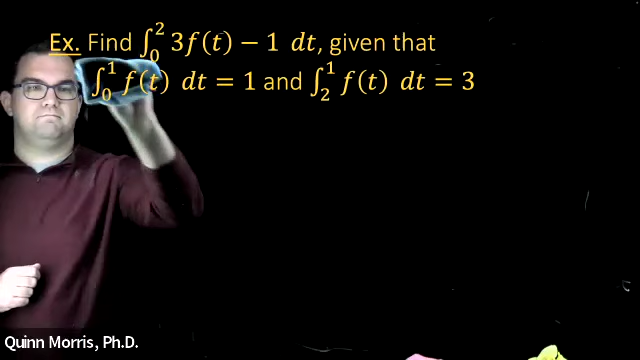 Ex. Find ∫₀² 3f(t) − 1 dt, given that
∫₀¹ f(t) dt = 1 and ∫₂¹ f(t) dt = 3
Quinn Morris, Ph.D.